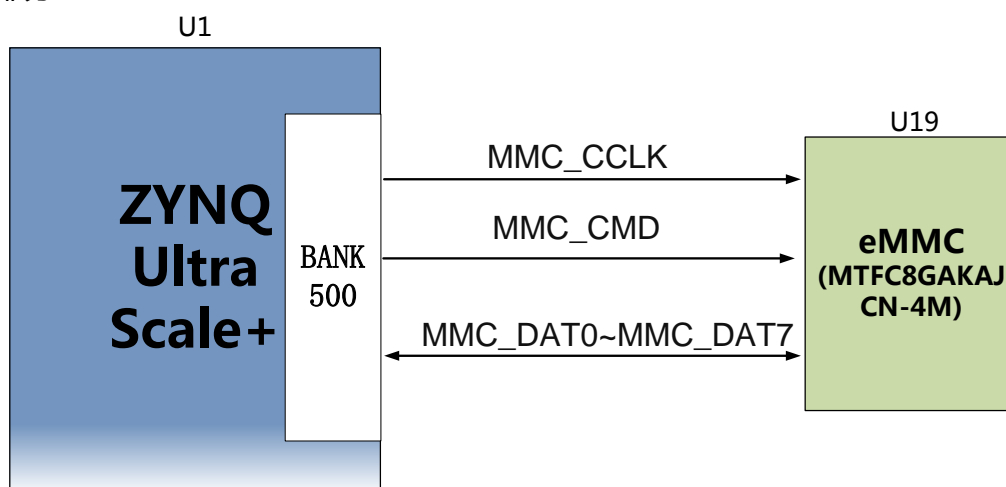 U1
U19
MMC_CCLK
MMC_CMD
MMC_DAT0~MMC_DAT7
ZYNQ
Ultra
Scale+
BANK
500
eMMC
(MTFC8GAKAJ
CN-4M)